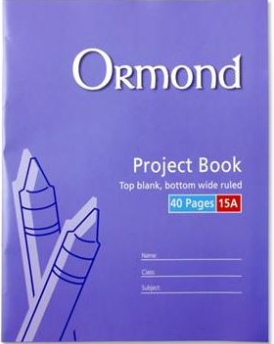 Ormond
Project Book
Top blank, bottom wide ruled
40 Pages 15A
Name:
Class:
Subject: